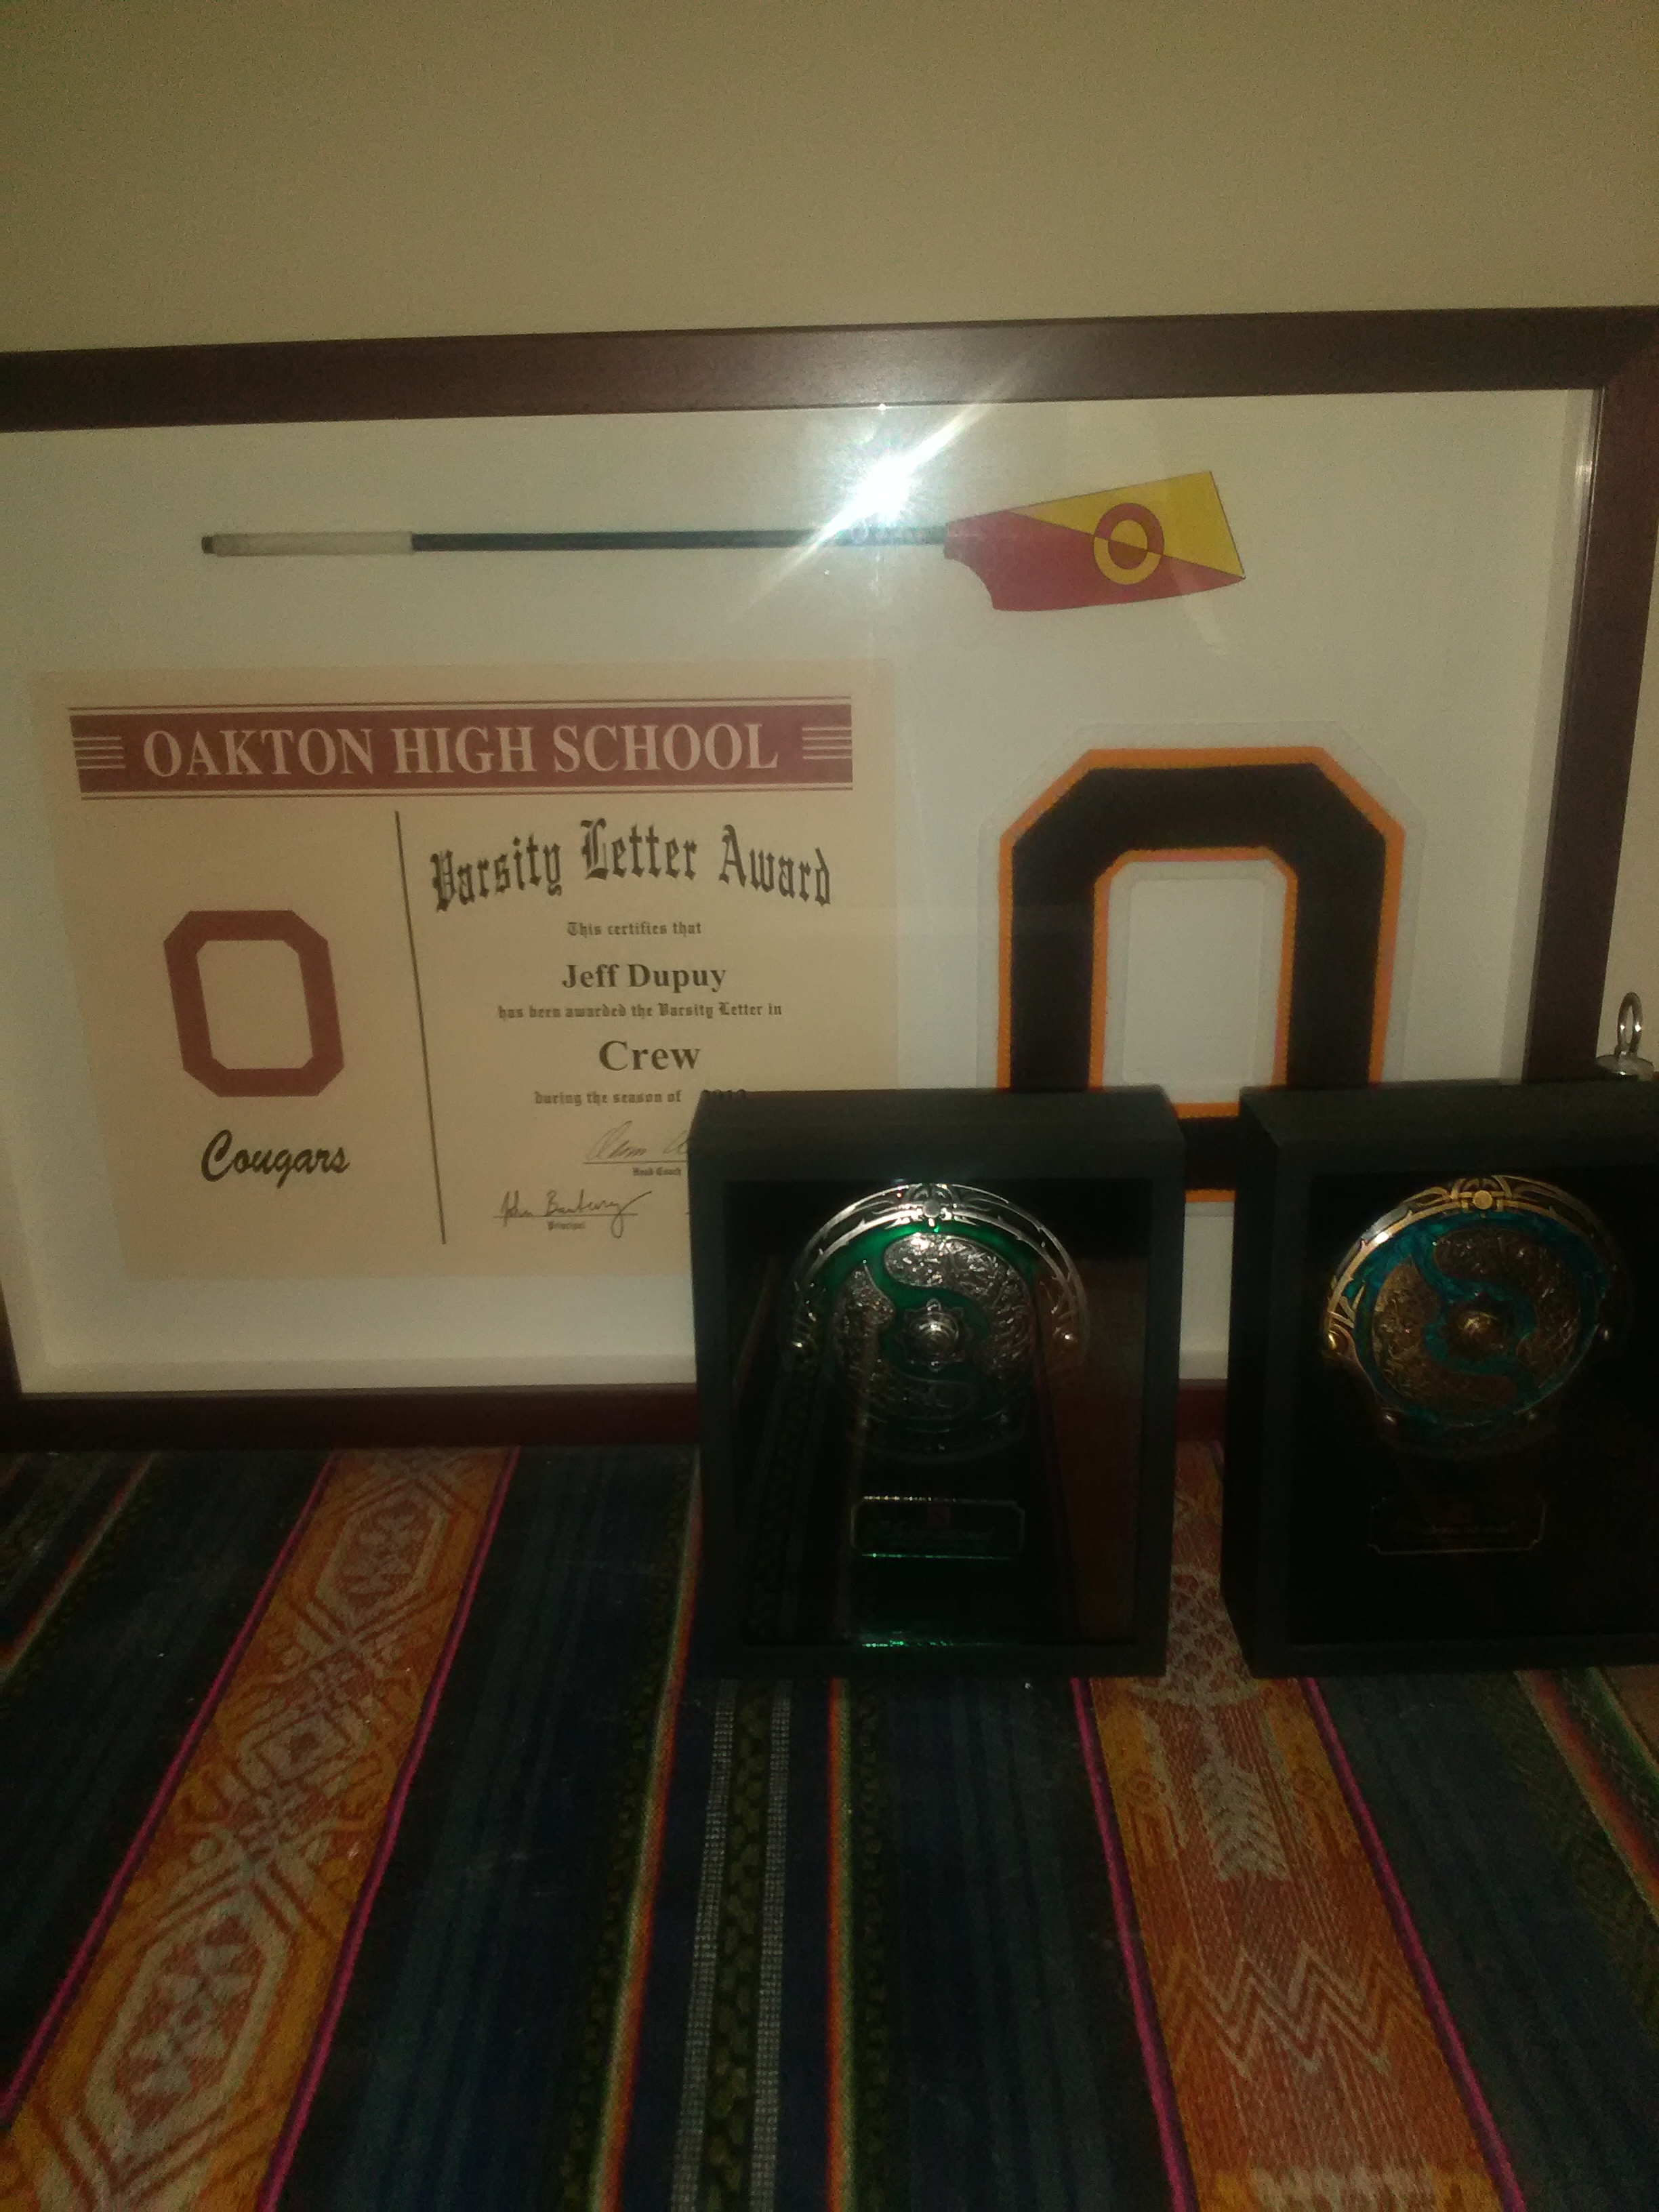 OAKTON HIGH SCHOOL
Varsity Letter Award
This certifies that
Jeff Dupuy
has been awarded the Varsity Letter in
Crew
during the season of
Head Coach
Principal
O
Cougars
O
O